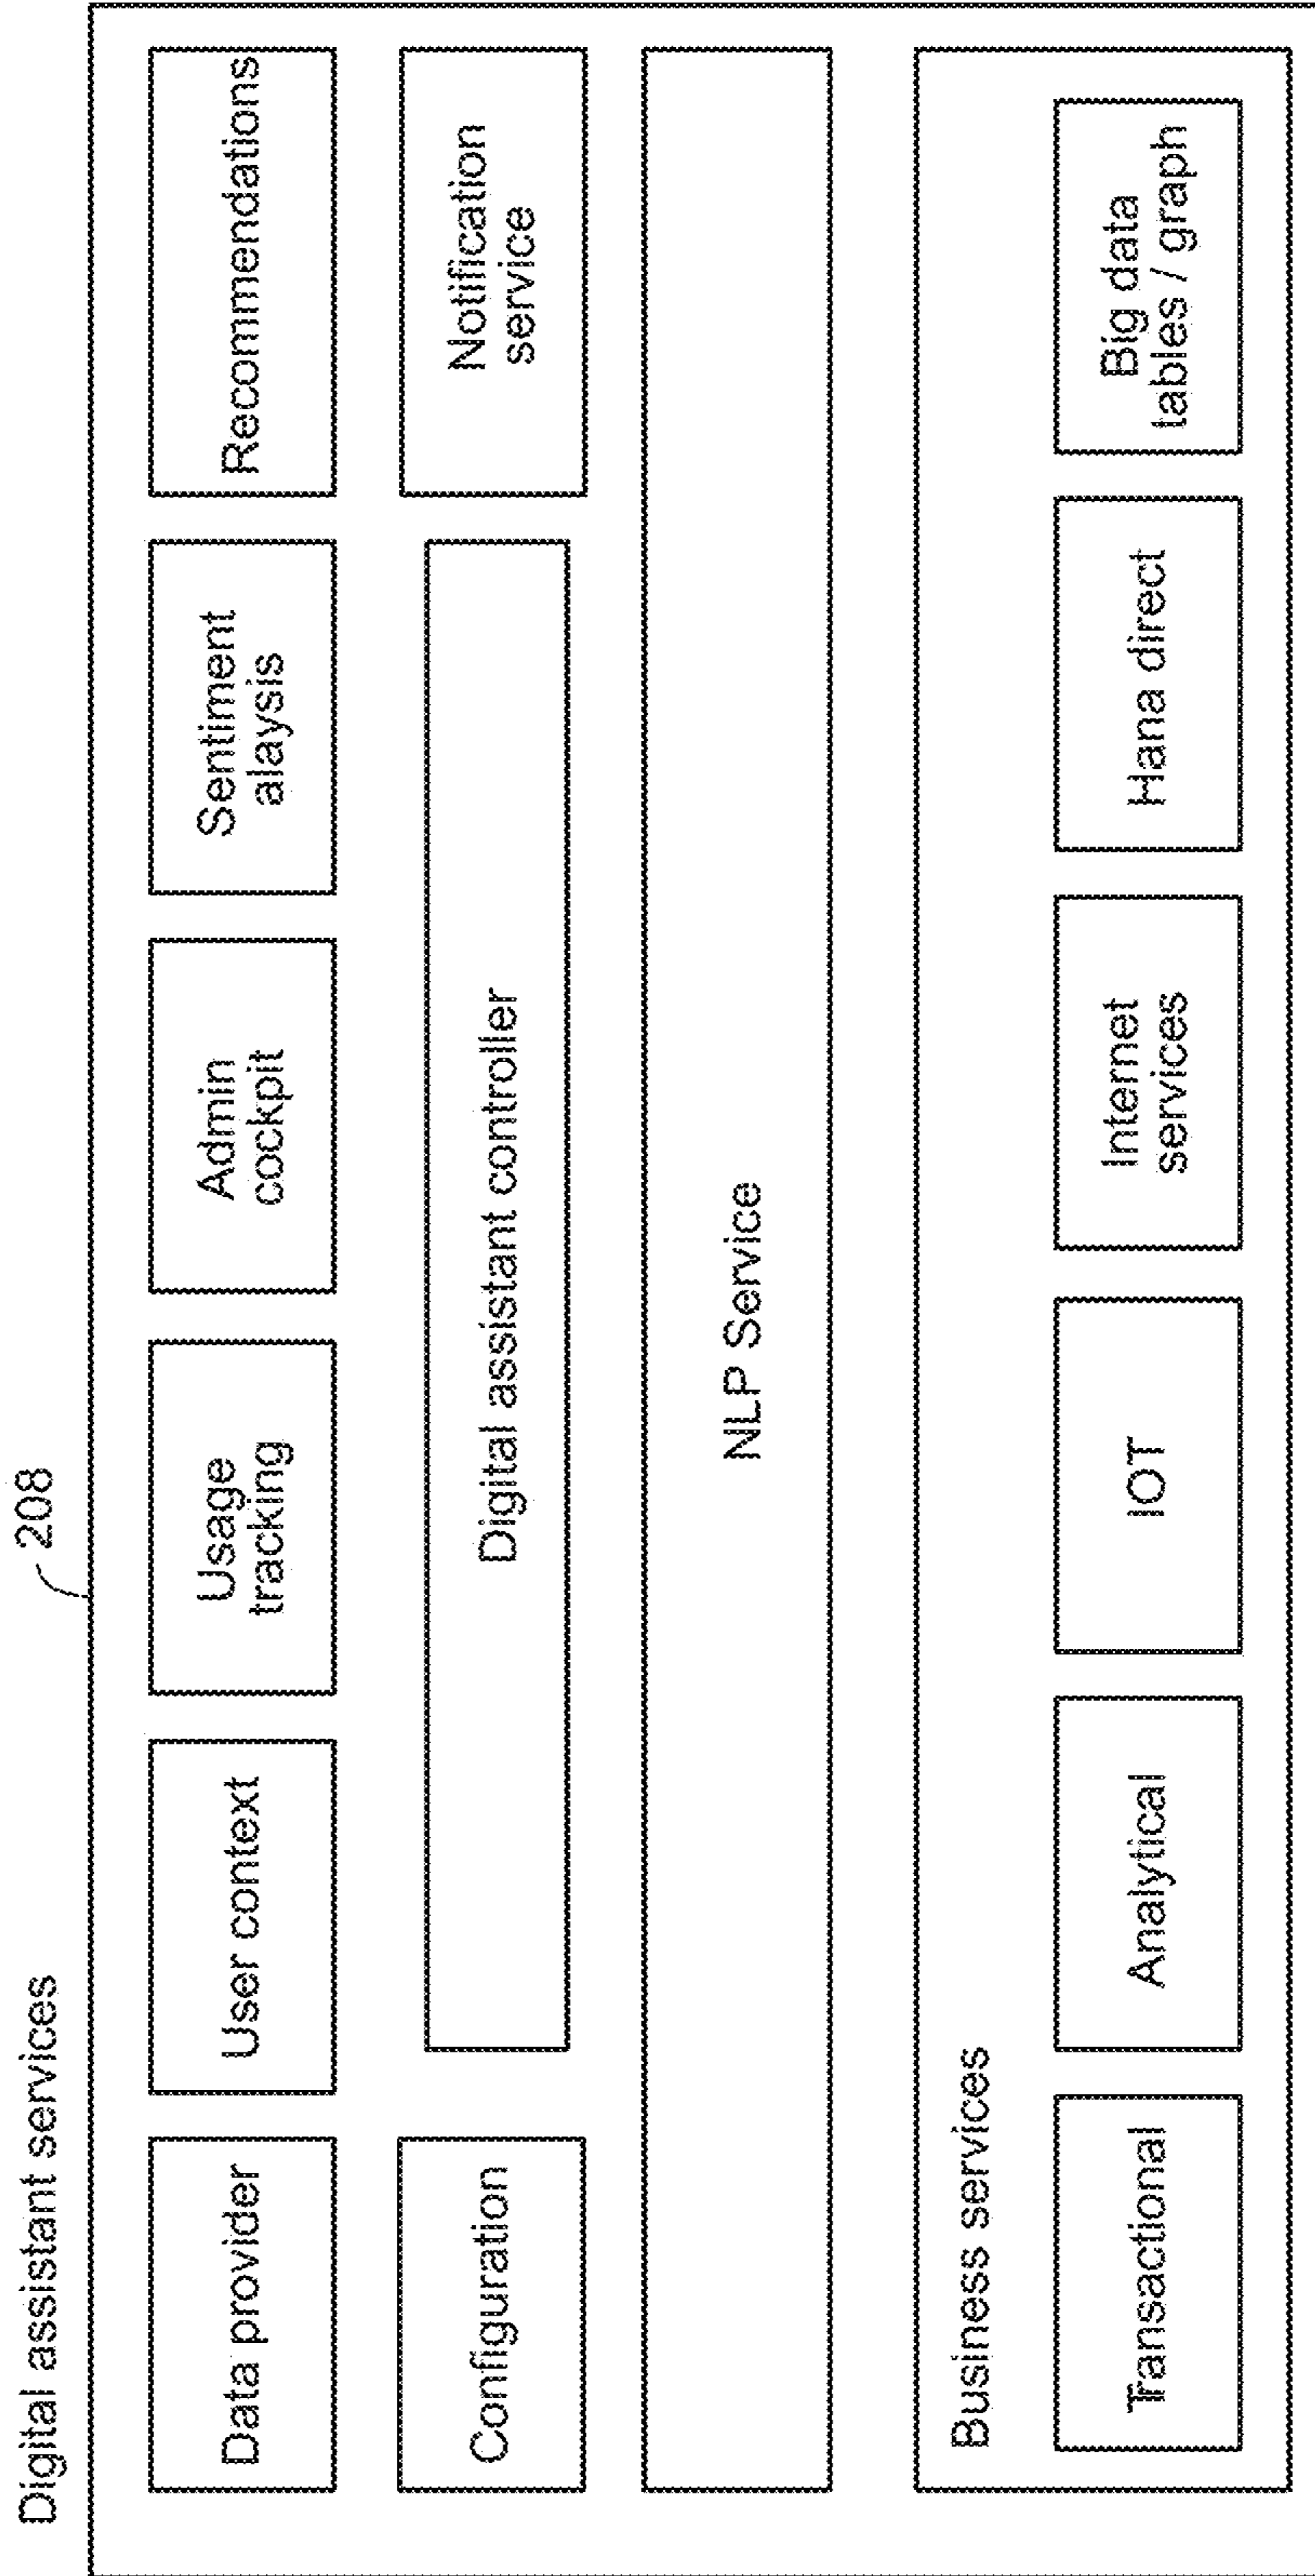 Digital assistant services
208
Data provider
User context
Usage
tracking
Admin
cockpit
Sentiment
alaysis
Recommendations
Configuration
Digital assistant controller
Notification
service
NLP Service
Business services
Transactional
Analytical
IOT
Internet
services
Hana direct
Big data
tables / graph